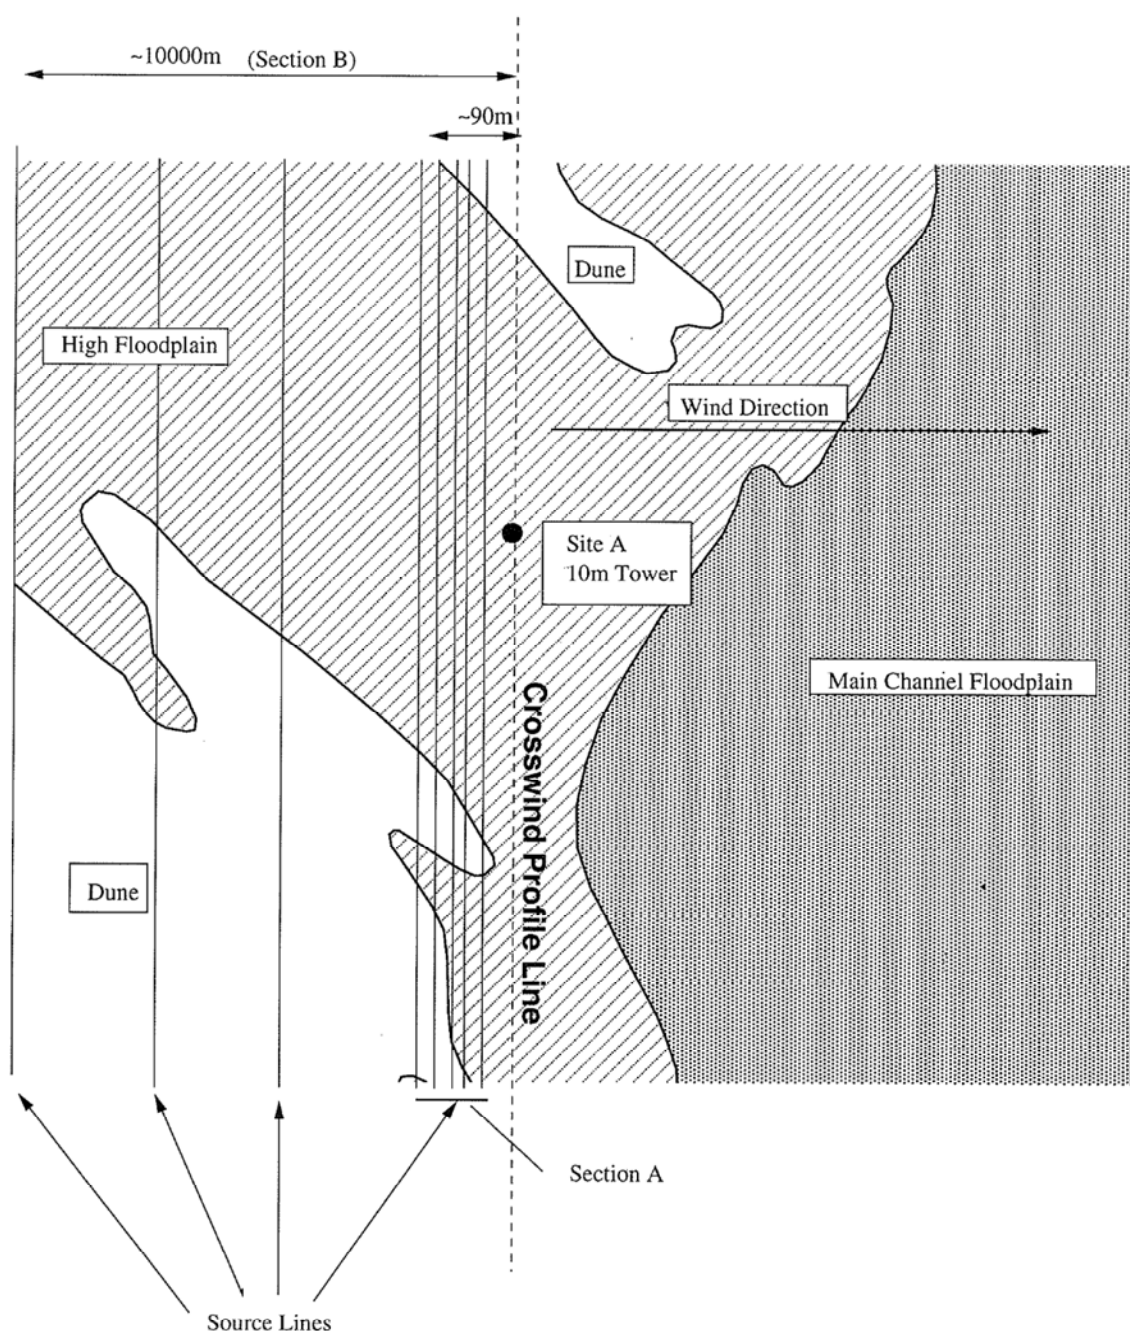 ~10000m (Section B)
~90m
Dune
High Floodplain
Wind Direction
Site A
10m Tower
Main Channel Floodplain
Crosswind Profile Line
Dune
Section A
Source Lines